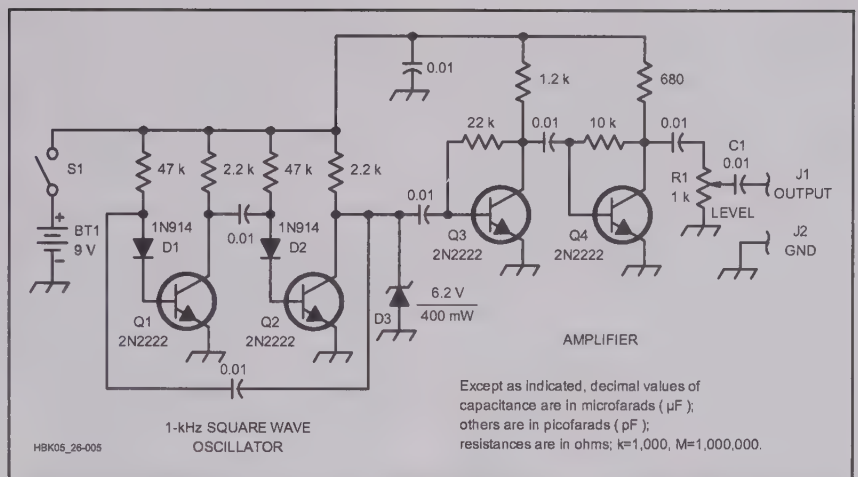 0.01
1.2 k
680
22 k
0.01
10 k
0.01
C1
0.01
J1
OUTPUT
R1
1 k
LEVEL
J2
GND
S1
47 k
2.2 k
47 k
2.2 k
0.01
+
BT1
9 V
-
1N914
D1
0.01
1N914
D2
Q3
2N2222
Q4
2N2222
Q1
2N2222
Q2
2N2222
D3
6.2 V
400 mW
0.01
AMPLIFIER
1-kHz SQUARE WAVE
OSCILLATOR
Except as indicated, decimal values of
capacitance are in microfarads ( µF );
others are in picofarads ( pF );
resistances are in ohms; k=1,000, M=1,000,000.
HBK05_26-005